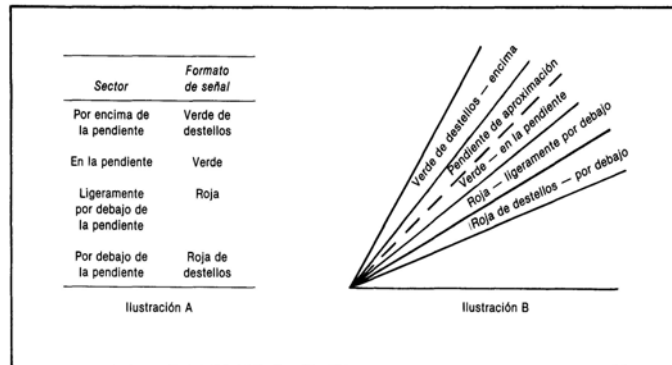 Sector
Formato
de señal
Por encima de
la pendiente
Verde de
destellos
En la pendiente
Verde
Ligeramente
por debajo de
la pendiente
Roja
Por debajo de
la pendiente
Roja de
destellos
Ilustración A
Verde de destellos — encima
Pendiente de aproximación
Verde — en la pendiente
Roja — ligeramente por debajo
Roja de destellos — por debajo
Ilustración B